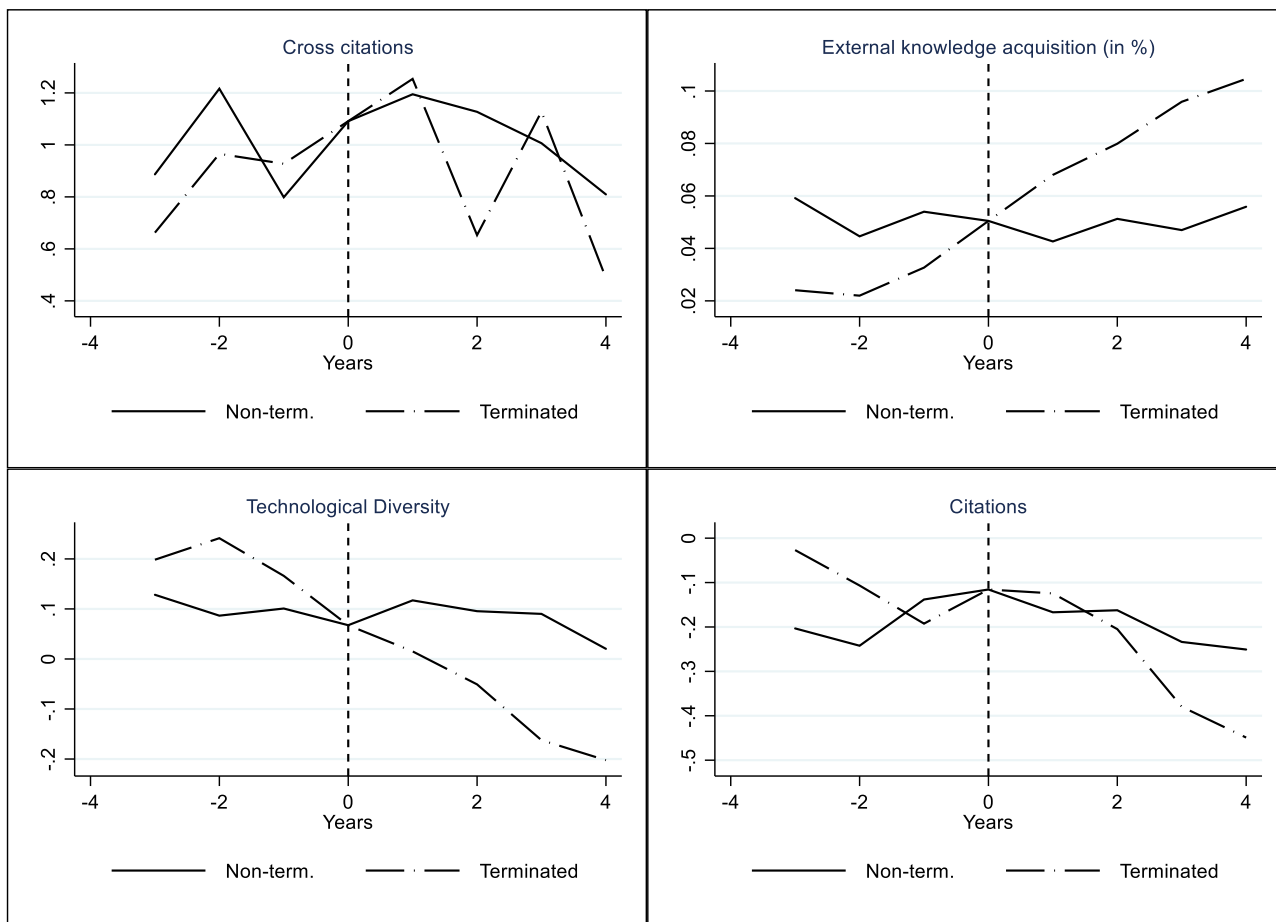 Cross citations
1.2
1
.8
.6
.4
-4 -2 0 2 4
Years
Non-term. Terminated
External knowledge acquisition (in %)
.1
.08
.06
.04
.02
-4 -2 0 2 4
Years
Non-term. Terminated
Technological Diversity
.2
.1
0
-.1
-.2
-4 -2 0 2 4
Years
Non-term. Terminated
Citations
0
-.1
-.2
-.3
-.4
-.5
-4 -2 0 2 4
Years
Non-term. Terminated